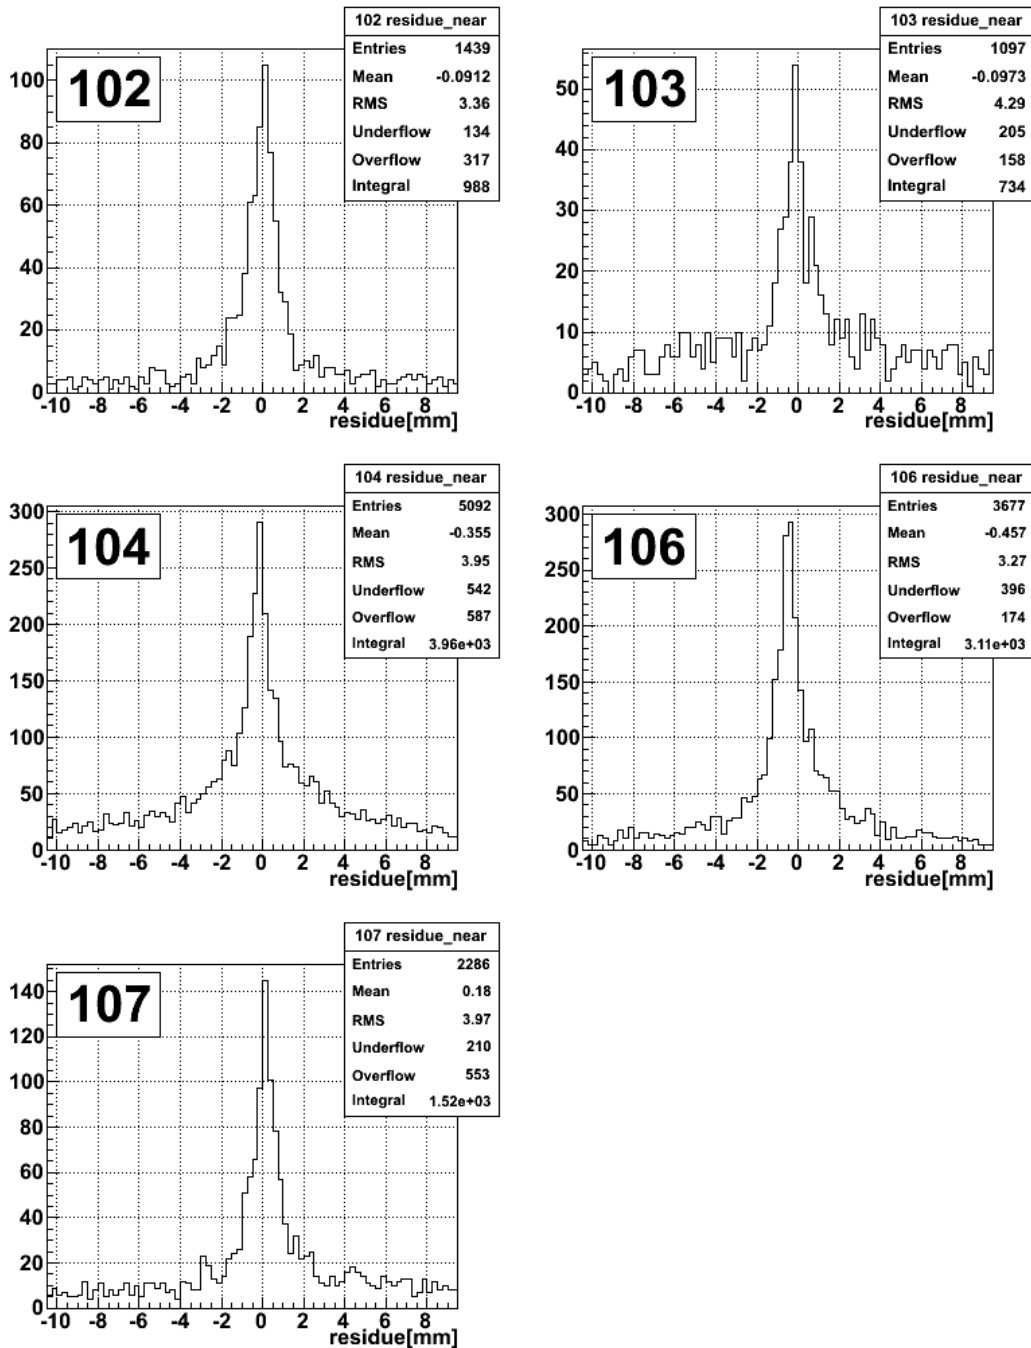 102 residue_near
Entries 1439
Mean -0.0912
RMS 3.36
Underflow 134
Overflow 317
Integral 988
102
100
80
60
40
20
0
-10 -8 -6 -4 -2 0 2 4 6 8
residue[mm]
103 residue_near
Entries 1097
Mean -0.0973
RMS 4.29
Underflow 205
Overflow 158
Integral 734
103
50
40
30
20
10
0
-10 -8 -6 -4 -2 0 2 4 6 8
residue[mm]
104 residue_near
Entries 5092
Mean -0.355
RMS 3.95
Underflow 542
Overflow 587
Integral 3.96e+03
104
300
250
200
150
100
50
0
-10 -8 -6 -4 -2 0 2 4 6 8
residue[mm]
106 residue_near
Entries 3677
Mean -0.457
RMS 3.27
Underflow 396
Overflow 174
Integral 3.11e+03
106
300
250
200
150
100
50
0
-10 -8 -6 -4 -2 0 2 4 6 8
residue[mm]
107 residue_near
Entries 2286
Mean 0.18
RMS 3.97
Underflow 210
Overflow 553
Integral 1.52e+03
107
140
120
100
80
60
40
20
0
-10 -8 -6 -4 -2 0 2 4 6 8
residue[mm]